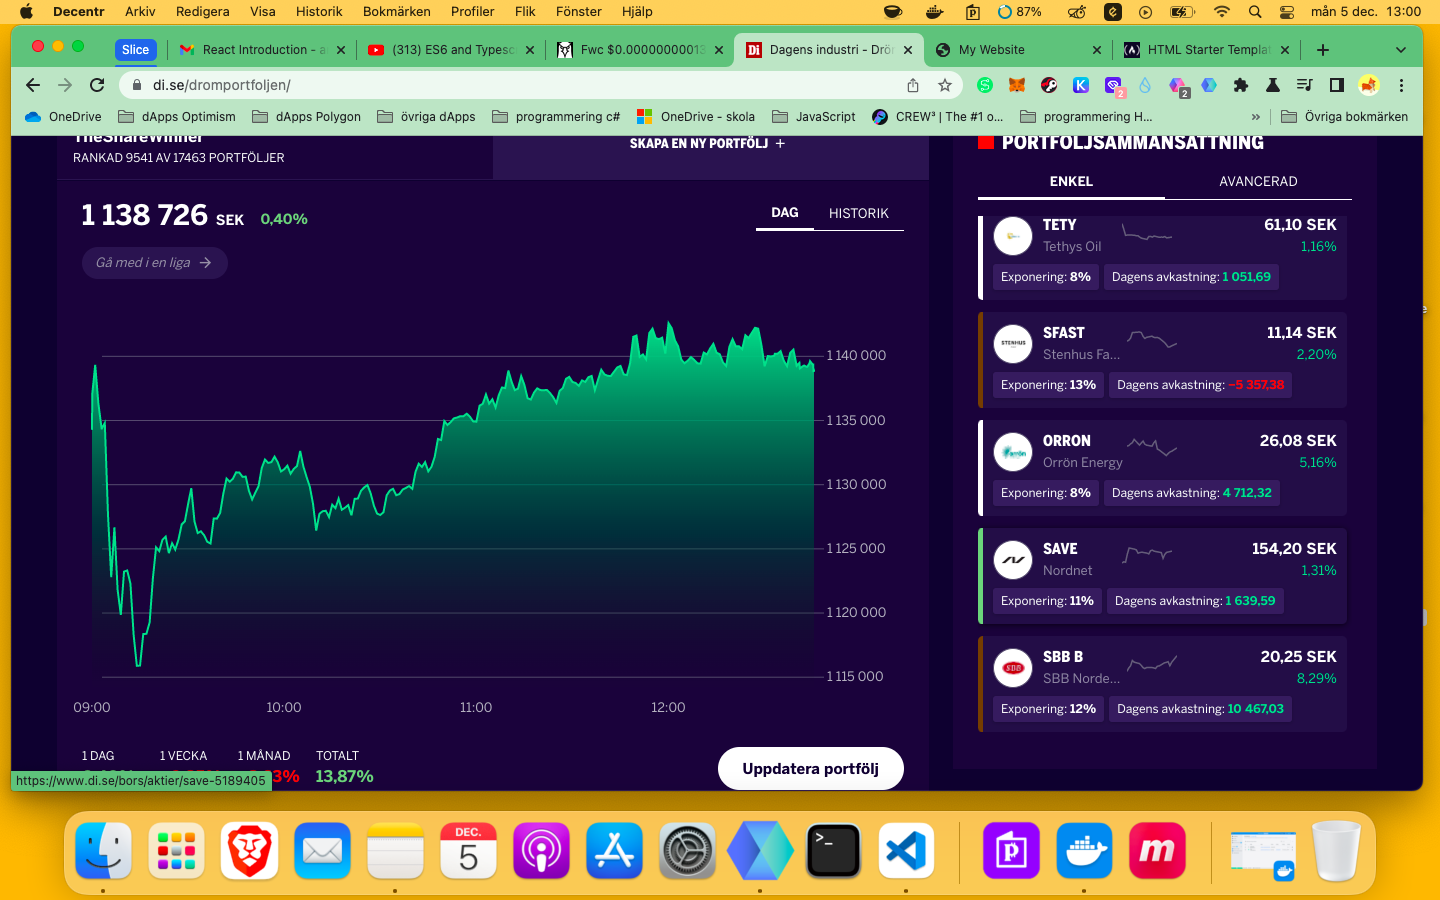 Decentr Arkiv Redigera Visa Historik Bokmärken Profiler Flik Fönster Hjälp 87% mån 5 dec. 13:00
Slice React Introduction - a (313) ES6 and Typesc Fwc $0.0000000001 Dagens industri - Drö My Website HTML Starter Templat
di.se/dromportfoljen/
2 2
OneDrive dApps Optimism dApps Polygon övriga dApps programmering c# OneDrive - skola JavaScript CREW³ | The #1 o... programmering H... » Övriga bokmärken
TheShareWinner
RANKAD 9541 AV 17463 PORTFÖLJER
SKAPA EN NY PORTFÖLJ +
1 138 726 SEK 0,40%
DAG HISTORIK
Gå med i en liga →
1 140 000
1 135 000
1 130 000
1 125 000
1 120 000
1 115 000
09:00 10:00 11:00 12:00
1 DAG 1 VECKA 1 MÅNAD TOTALT
13,87%
Uppdatera portfölj
https://www.di.se/bors/aktier/save-5189405
PORTFÖLJSAMMANSÄTTNING
ENKEL AVANCERAD
TETY 61,10 SEK
Tethys Oil 1,16%
Exponering: 8% Dagens avkastning: 1 051,69
STENHUS
SFAST 11,14 SEK
Stenhus Fa... 2,20%
Exponering: 13% Dagens avkastning: −5 357,38
orrön
ORRON 26,08 SEK
Orrön Energy 5,16%
Exponering: 8% Dagens avkastning: 4 712,32
SAVE 154,20 SEK
Nordnet 1,31%
Exponering: 11% Dagens avkastning: 1 639,59
SBB
SBB B 20,25 SEK
SBB Norde... 8,29%
Exponering: 12% Dagens avkastning: 10 467,03
DEC.
5
>_
m